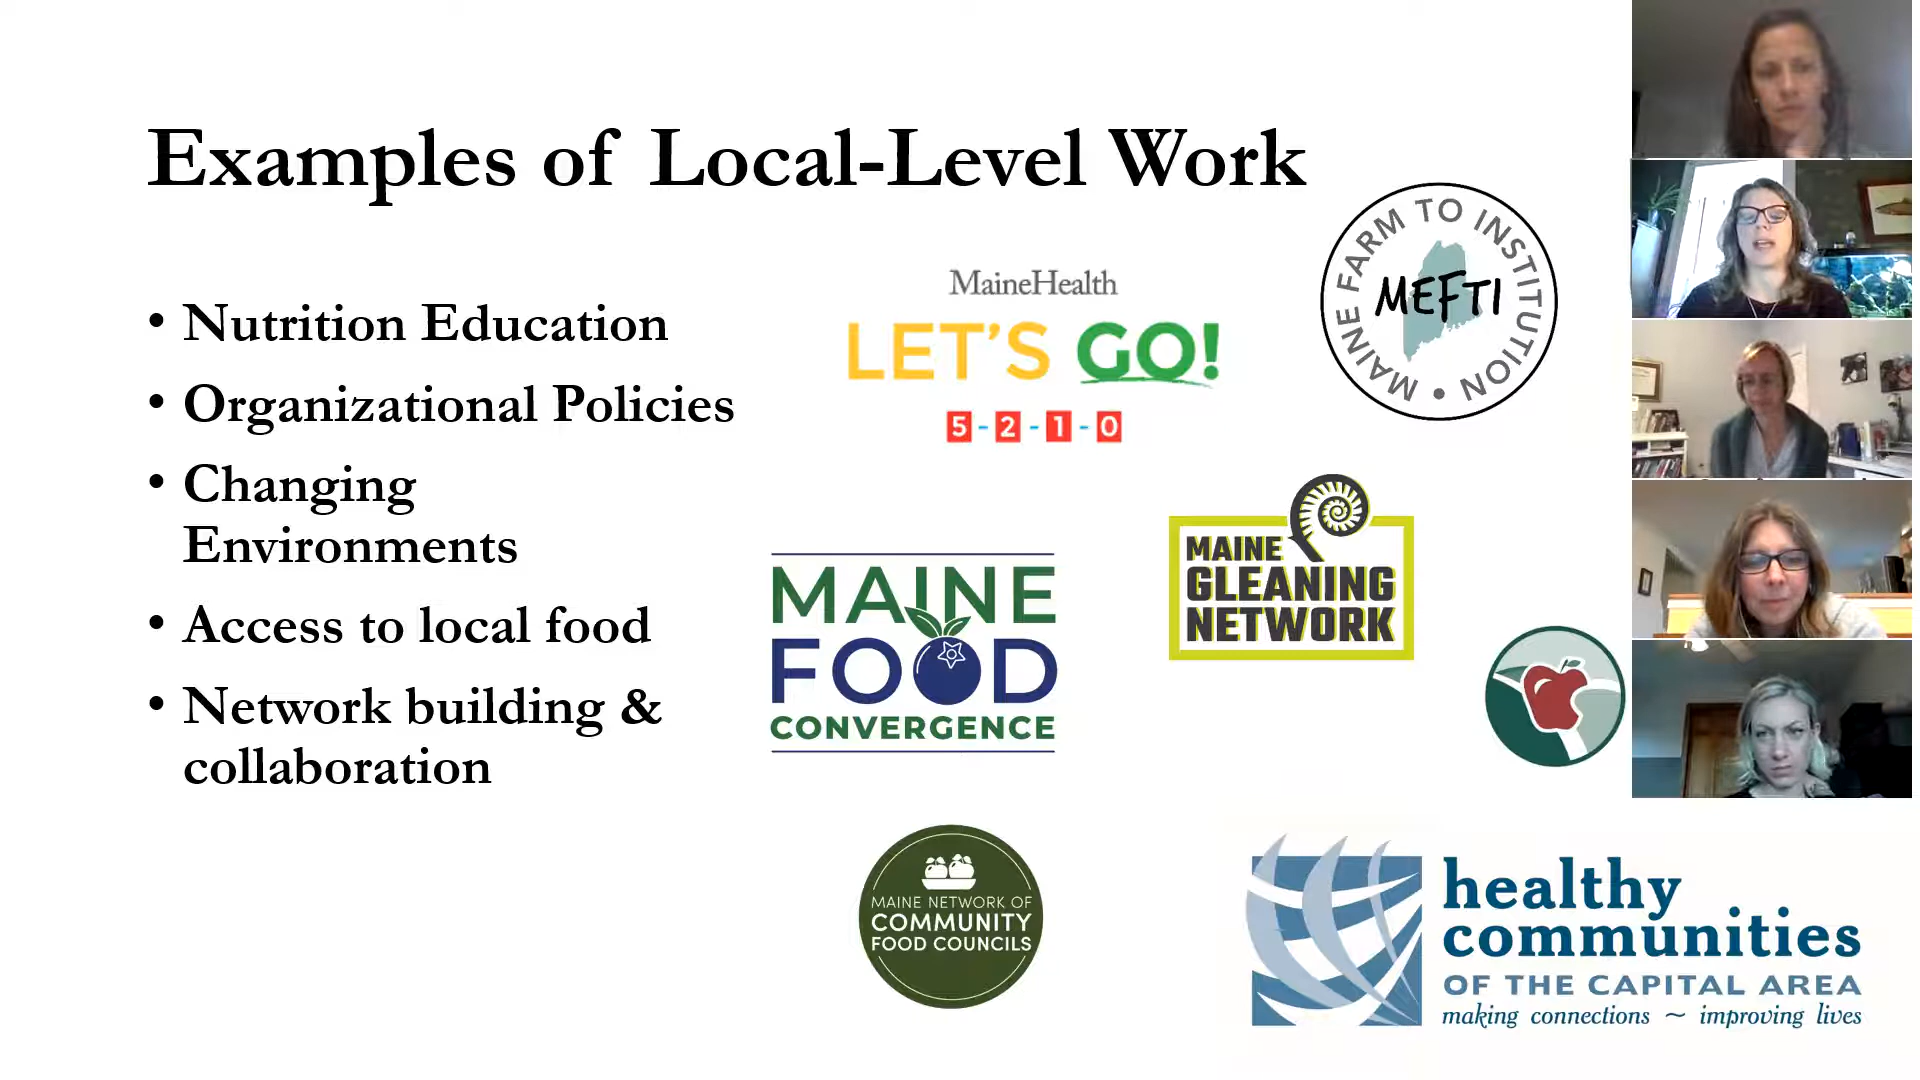 Examples of Local-Level Work
• Nutrition Education
• Organizational Policies
• Changing
Environments
• Access to local food
• Network building &
collaboration
MaineHealth
LET'S GO!
5-2-1-0
MAINE FARM TO INSTITUTION •
MEFTI
MAINE
FOOD
CONVERGENCE
MAINE
GLEANING
NETWORK
MAINE NETWORK OF
COMMUNITY
FOOD COUNCILS
healthy
communities
OF THE CAPITAL AREA
making connections ~ improving lives